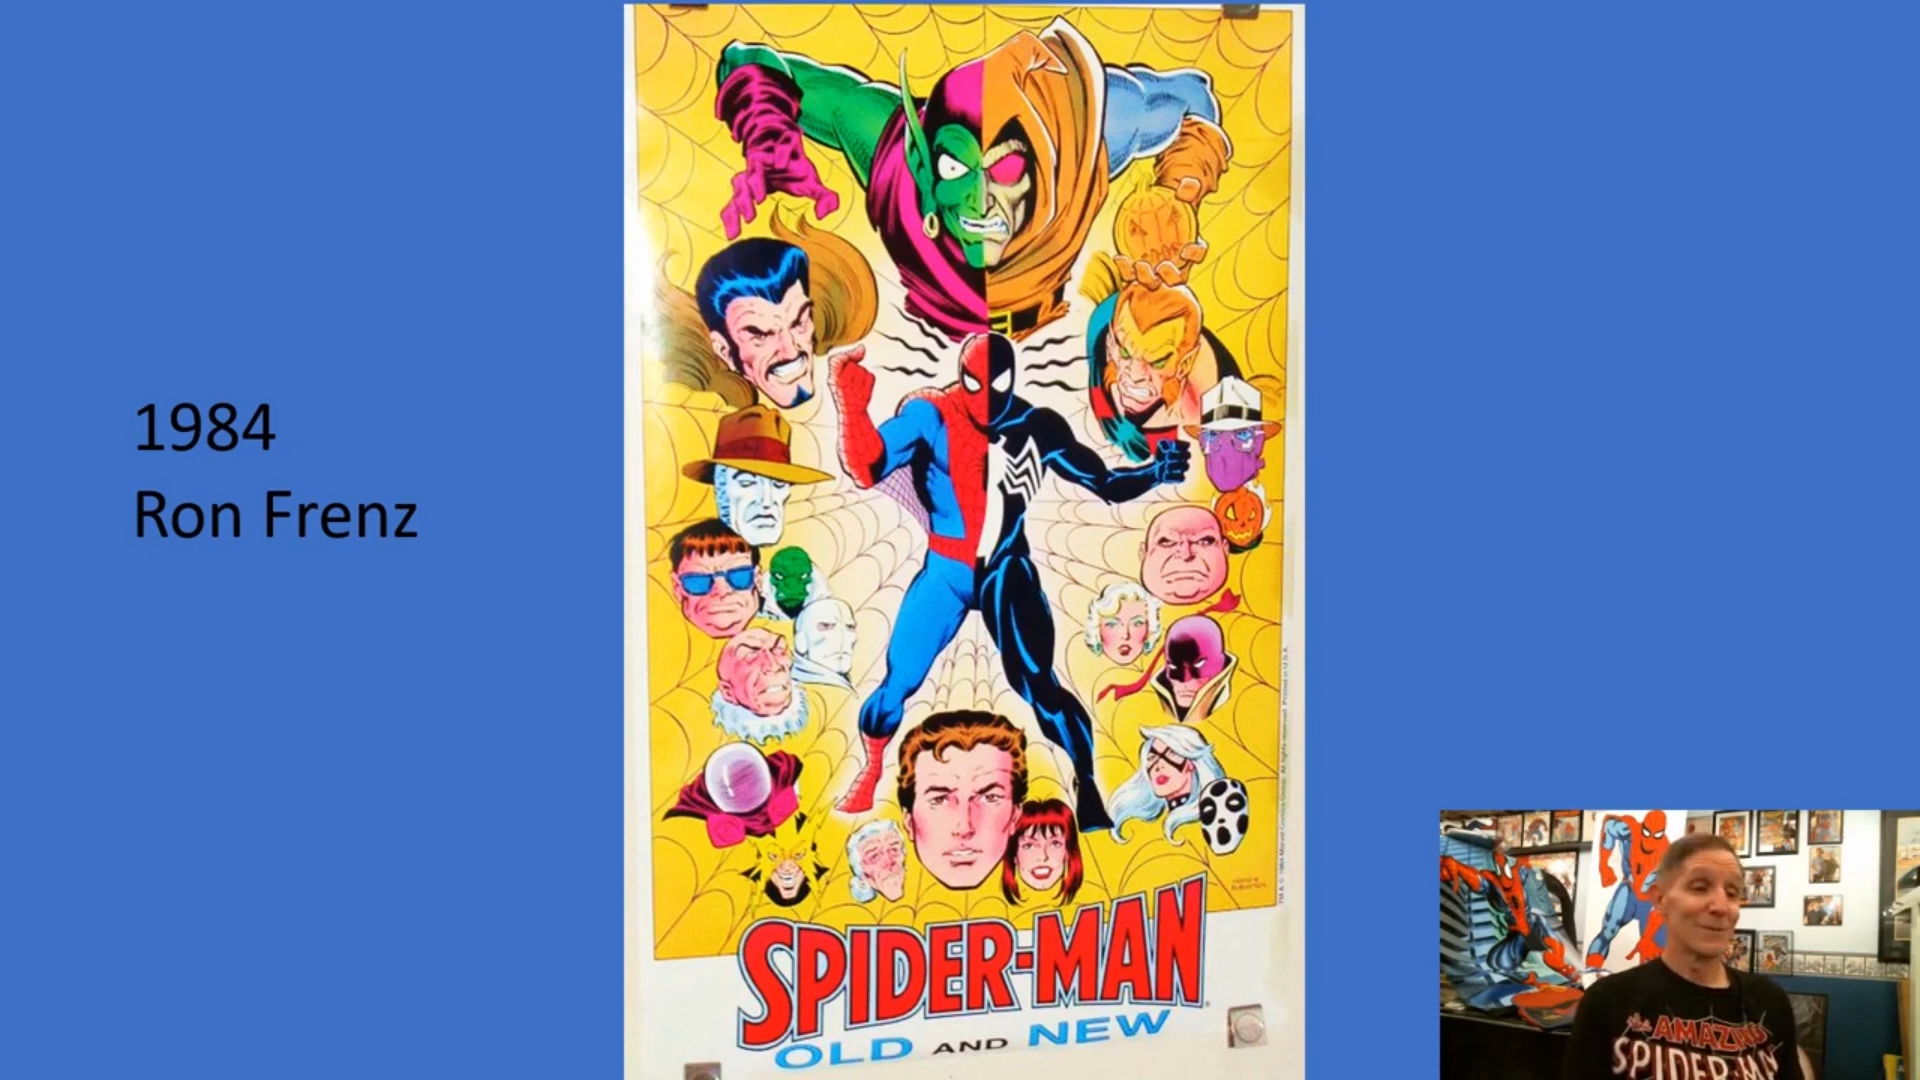 1984
Ron Frenz
SPIDER-MAN
OLD AND NEW
the AMAZING
SPIDER-MAN